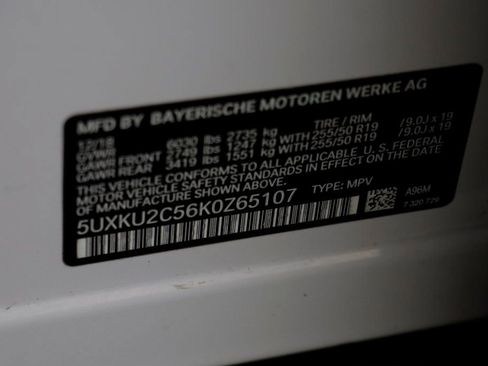 MFD BY BAYERISCHE MOTOREN WERKE AG
12/18 TIRE / RIM
GVWR 6030 lbs 2735 kg
GAWR FRONT 2749 lbs 1247 kg WITH 255/50 R19 / 9.0J x 19
GAWR REAR 3419 lbs 1551 kg WITH 255/50 R19 / 9.0J x 19
THIS VEHICLE CONFORMS TO ALL APPLICABLE U.S. FEDERAL
MOTOR VEHICLE SAFETY STANDARDS IN EFFECT ON THE DATE
OF MANUFACTURE SHOWN ABOVE.
5UXKU2C56K0Z65107 TYPE: MPV
A96M
7 320 729